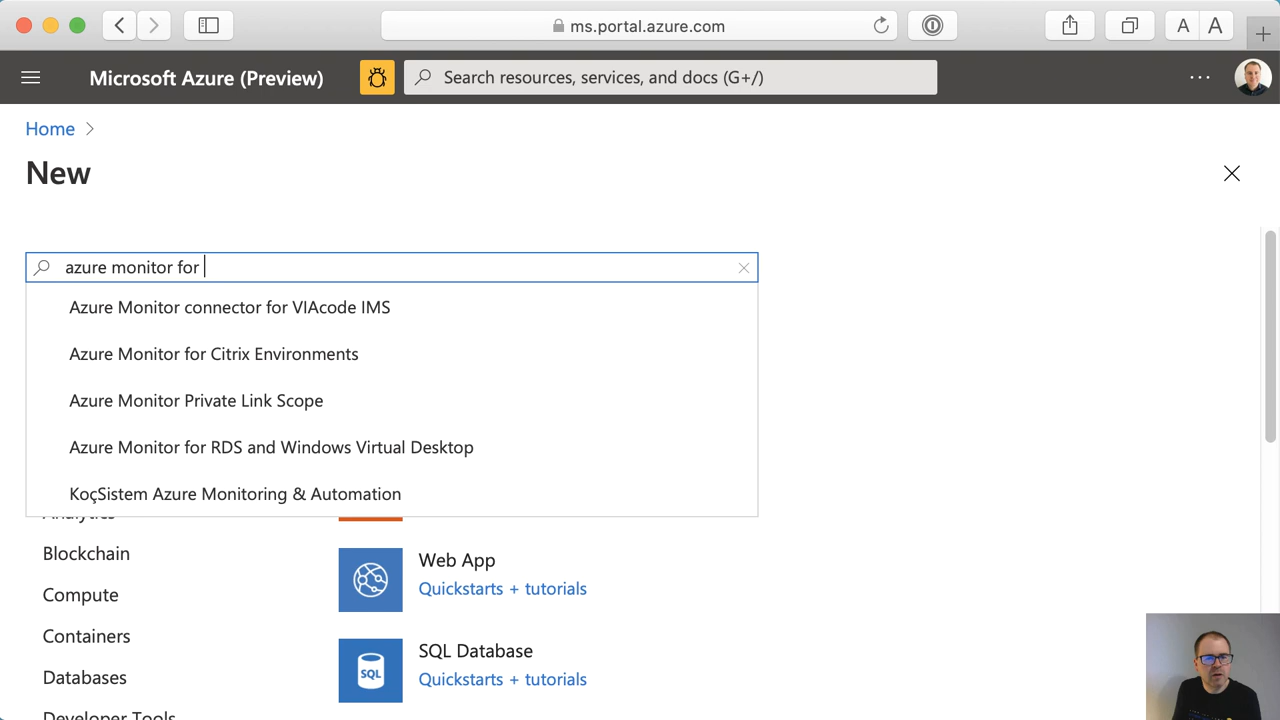 ms.portal.azure.com
A A
Microsoft Azure (Preview)
Search resources, services, and docs (G+/)
Home
New
azure monitor for
Azure Monitor connector for VIAcode IMS
Azure Monitor for Citrix Environments
Azure Monitor Private Link Scope
Azure Monitor for RDS and Windows Virtual Desktop
KoçSistem Azure Monitoring & Automation
Analytics
Blockchain
Compute
Containers
Databases
Developer Tools
Web App
Quickstarts + tutorials
SQL Database
SQL
Quickstarts + tutorials